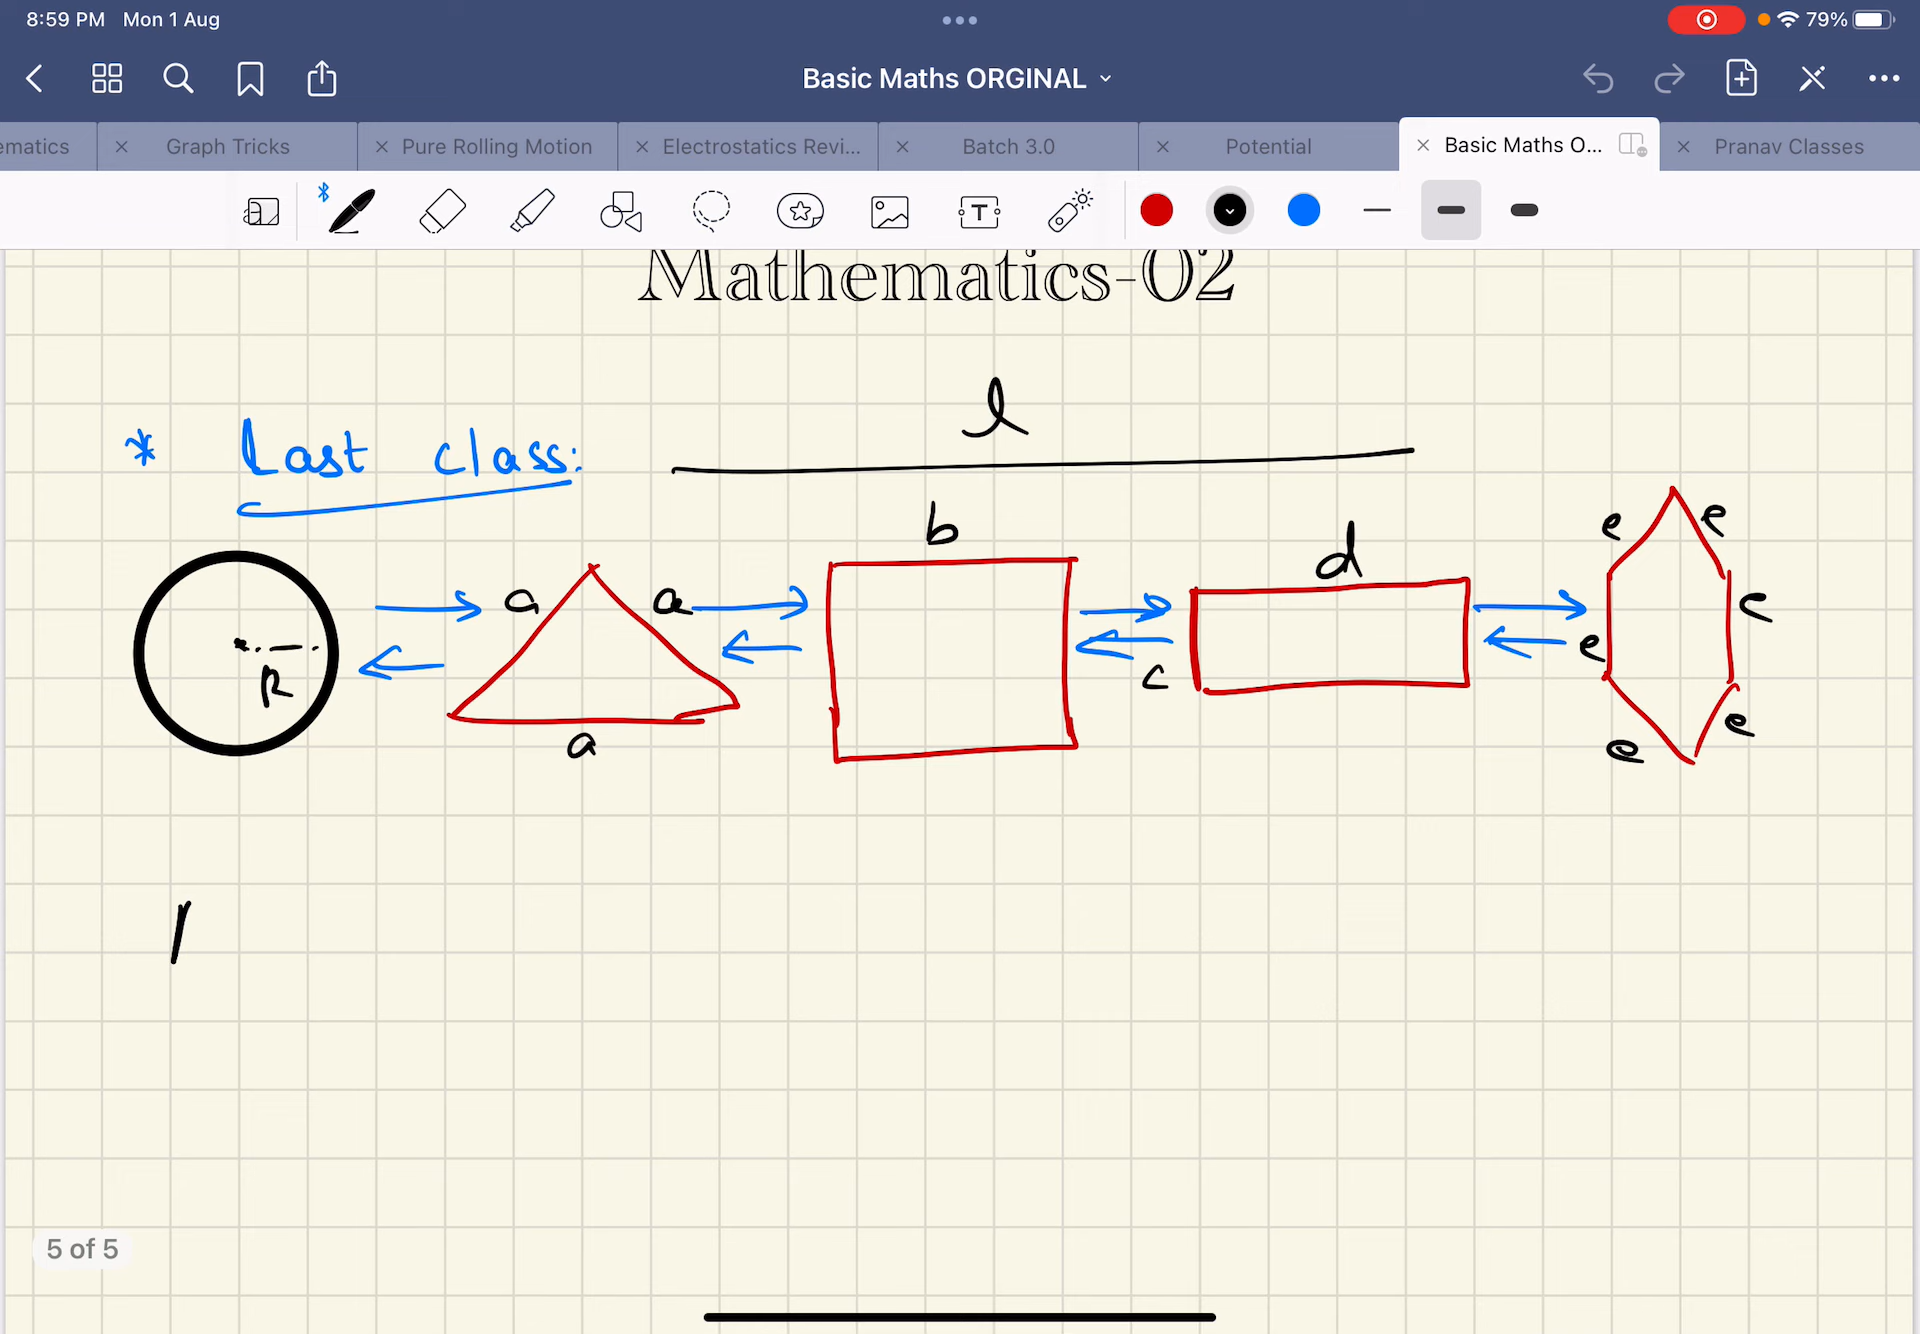 8:59 PM Mon 1 Aug
79%
Basic Maths ORGINAL
ematics
Graph Tricks
Pure Rolling Motion
Electrostatics Revi...
Batch 3.0
Potential
Basic Maths O...
Pranav Classes
T
Mathematics-02
l
* Last class:
b
d
e e
a a
e
e
R
c
a
e
e
5 of 5